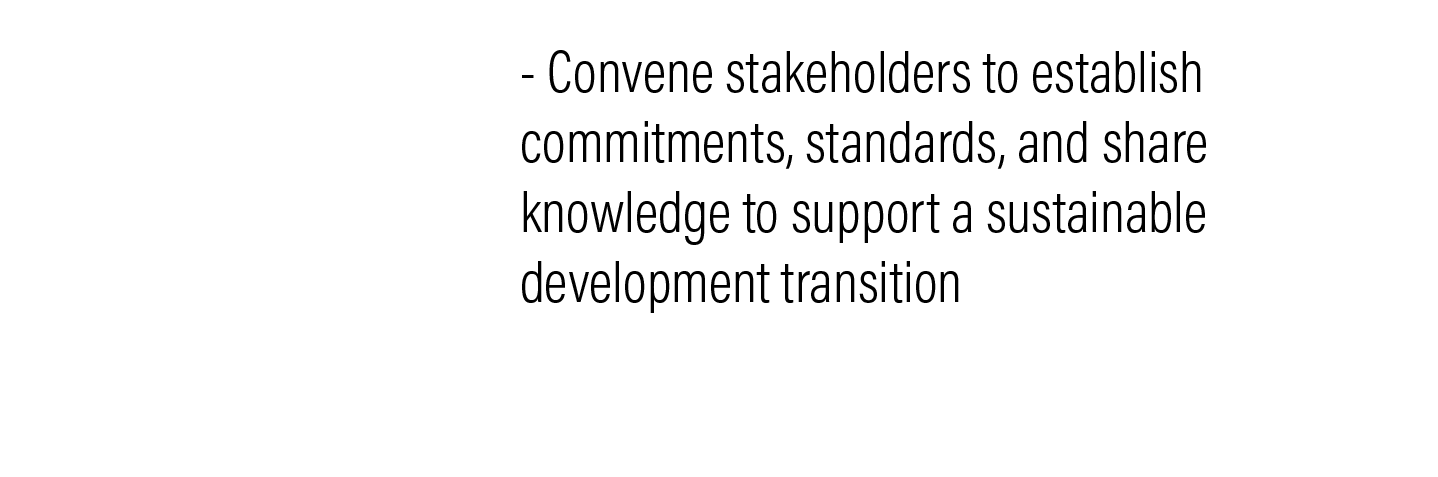 - Convene stakeholders to establish
commitments, standards, and share
knowledge to support a sustainable
development transition